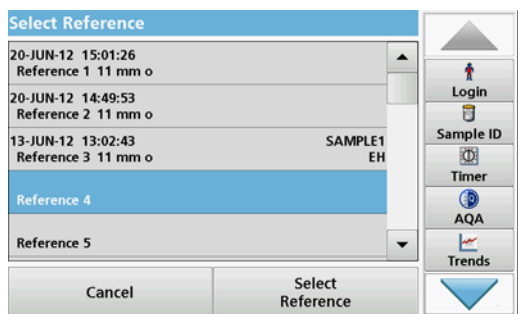 Select Reference
20-JUN-12 15:01:26
Reference 1 11 mm o
20-JUN-12 14:49:53
Reference 2 11 mm o
13-JUN-12 13:02:43 SAMPLE1
Reference 3 11 mm o EH
Reference 4
Reference 5
Cancel
Select
Reference
Login
Sample ID
Timer
AQA
Trends